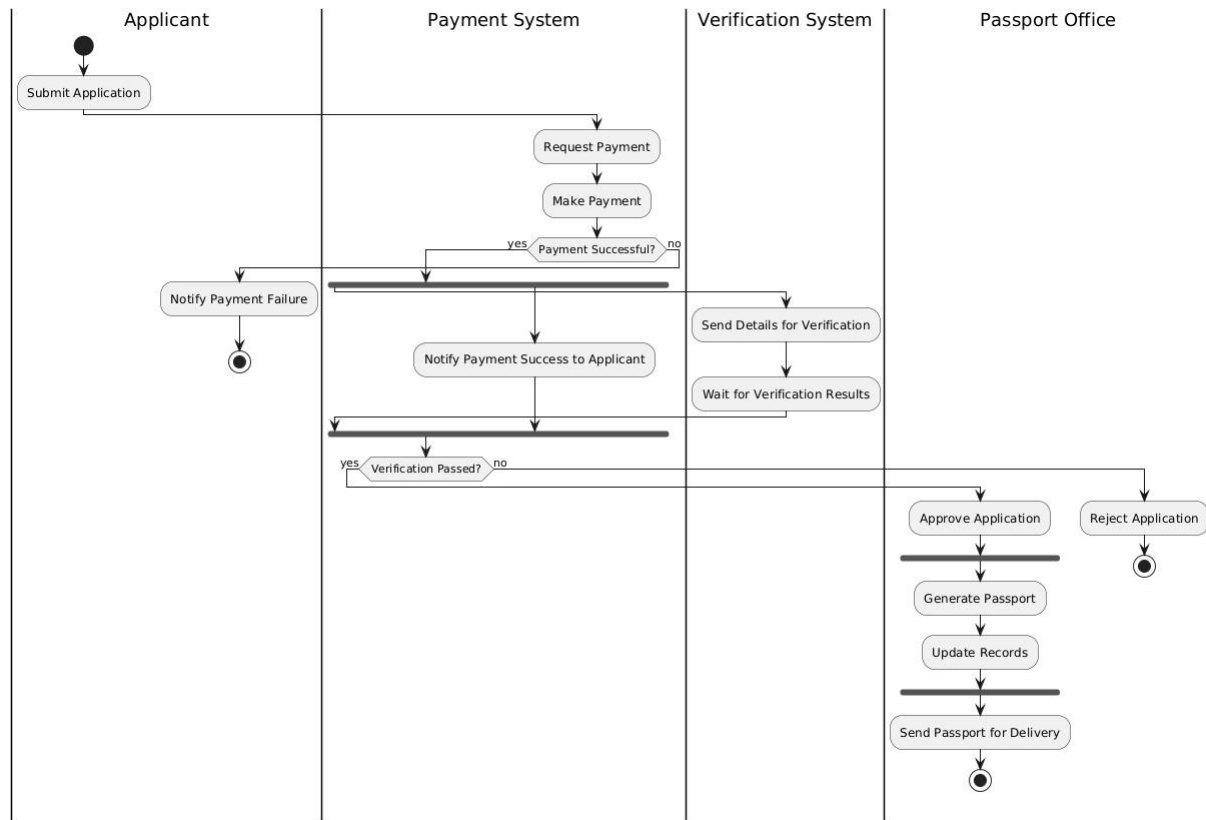 Applicant
Payment System
Verification System
Passport Office
Submit Application
Request Payment
Make Payment
yes
Payment Successful?
no
Notify Payment Failure
Send Details for Verification
Notify Payment Success to Applicant
Wait for Verification Results
yes
Verification Passed?
no
Approve Application
Reject Application
Generate Passport
Update Records
Send Passport for Delivery